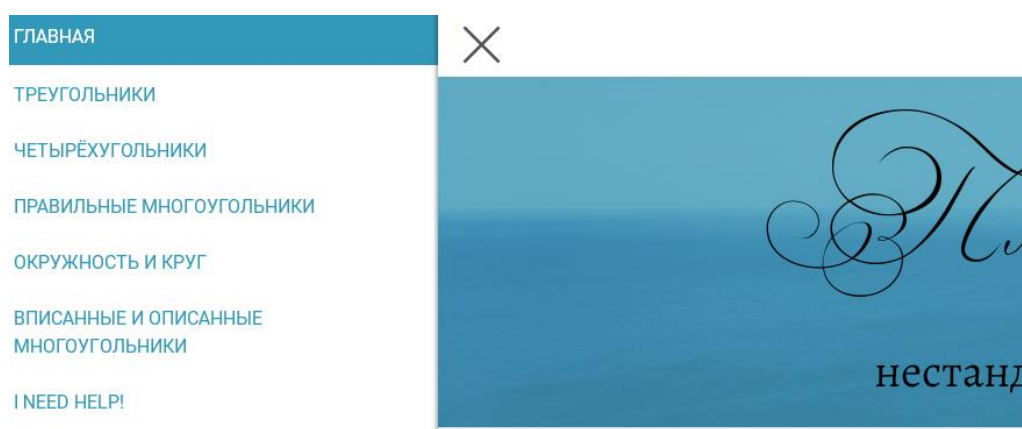 ГЛАВНАЯ
ТРЕУГОЛЬНИКИ
ЧЕТЫРЁХУГОЛЬНИКИ
ПРАВИЛЬНЫЕ МНОГОУГОЛЬНИКИ
ОКРУЖНОСТЬ И КРУГ
ВПИСАННЫЕ И ОПИСАННЫЕ
МНОГОУГОЛЬНИКИ
I NEED HELP!